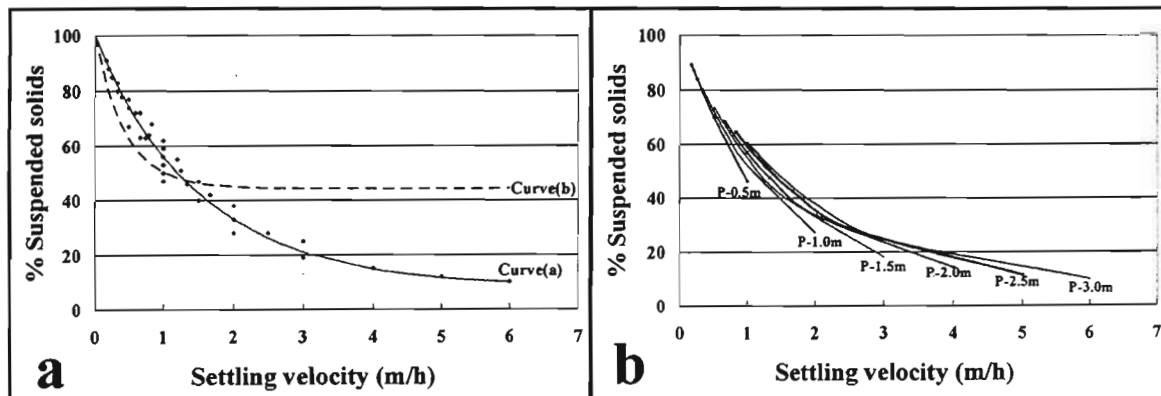 % Suspended solids
100
80
60
40
20
0
Curve(b)
Curve(a)
0 1 2 3 4 5 6 7
Settling velocity (m/h)
a
% Suspended solids
100
80
60
40
20
0
P-0.5m
P-1.0m
P-1.5m
P-2.0m
P-2.5m
P-3.0m
0 1 2 3 4 5 6 7
Settling velocity (m/h)
b